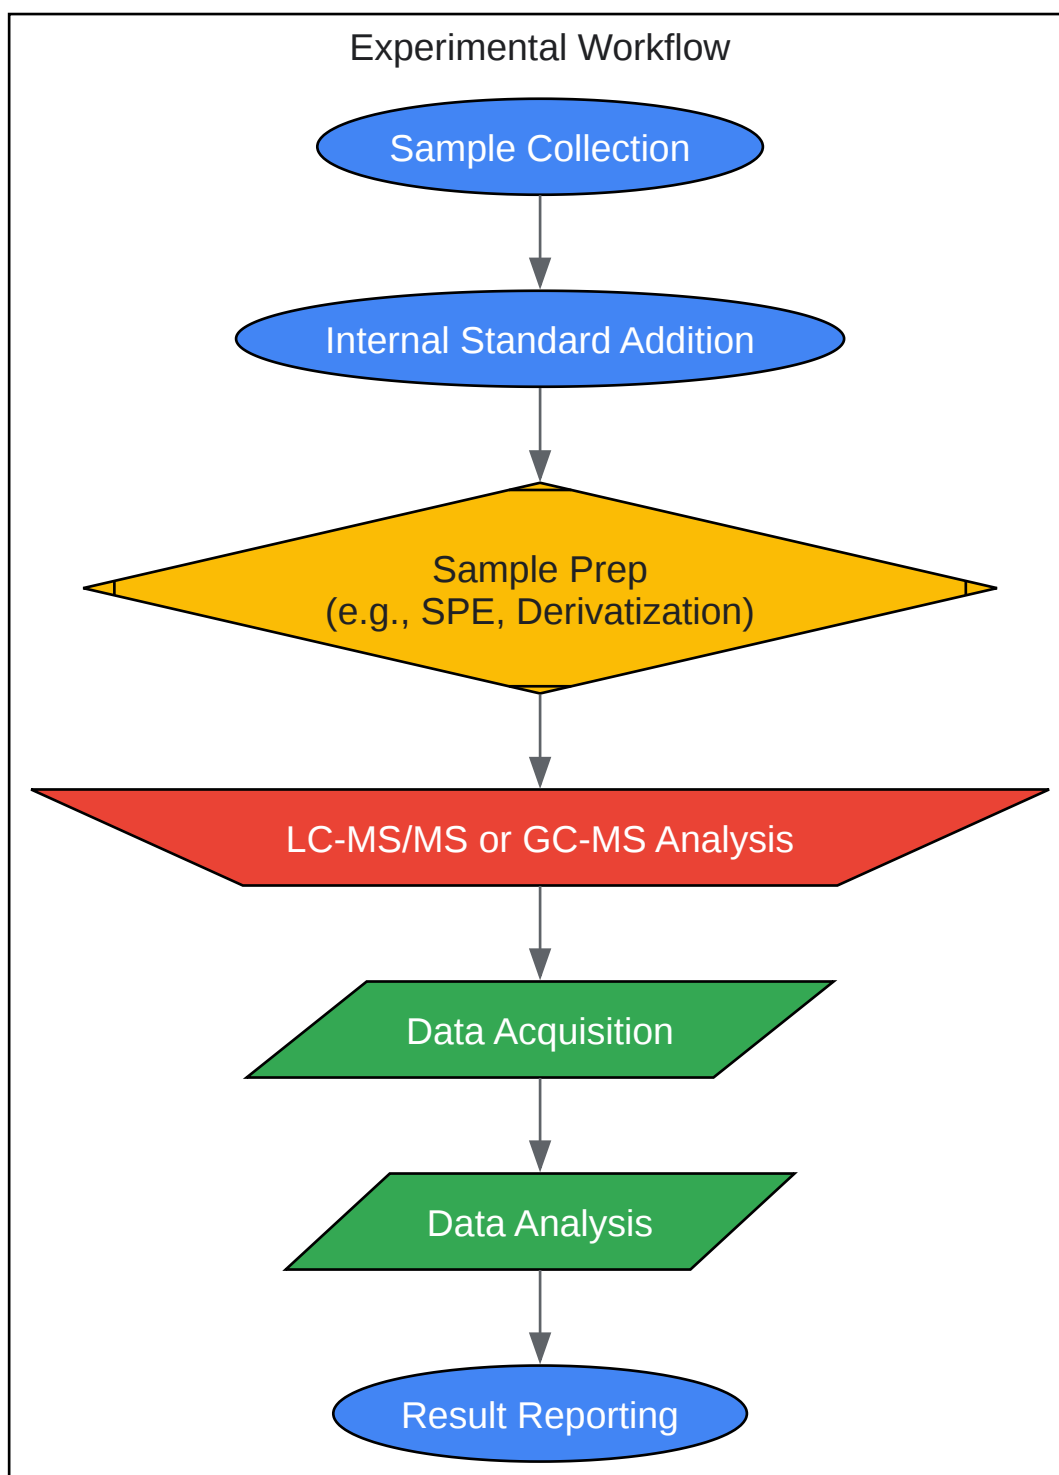 Experimental Workflow
Sample Collection
Internal Standard Addition
Sample Prep
(e.g., SPE, Derivatization)
LC-MS/MS or GC-MS Analysis
Data Acquisition
Data Analysis
Result Reporting